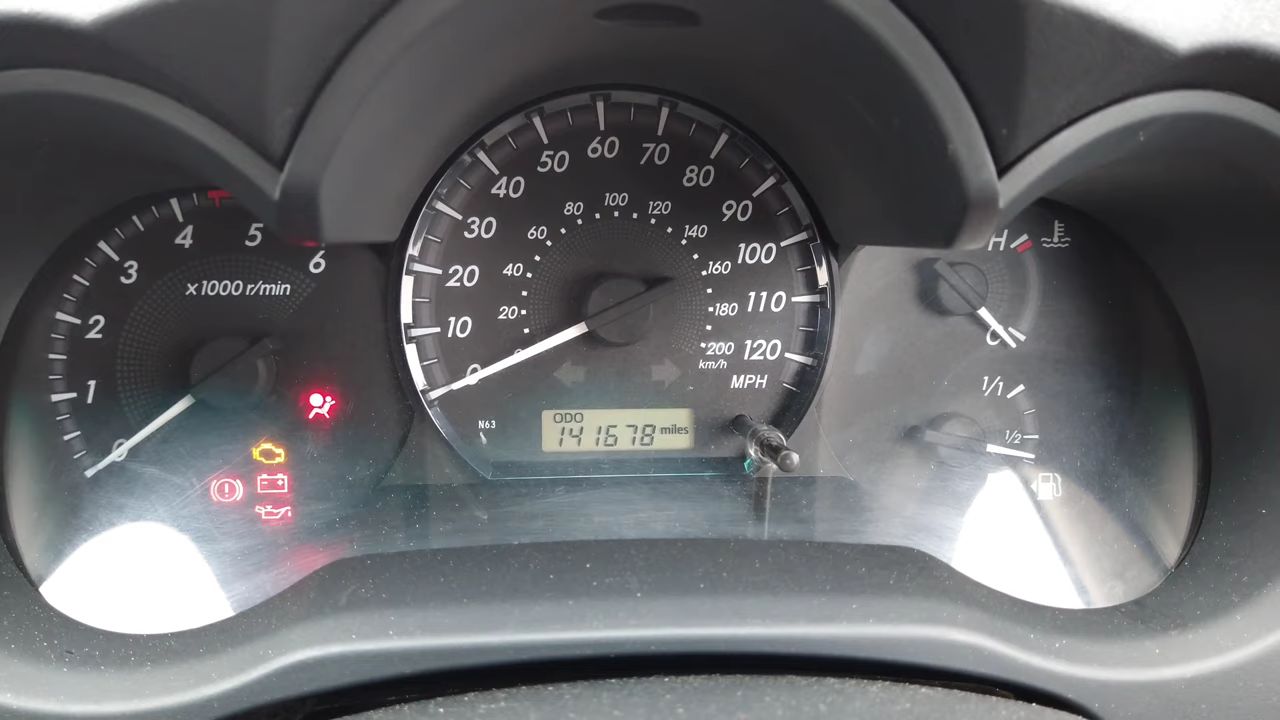 4 5 6
3
2
1
0
x1000 r/min
0 10 20 30 40 50 60 70 80 90 100 110 120
MPH
20 40 60 80 100 120 140 160 180 200
km/h
N63
ODO
141678 miles
H
C
1/1
1/2